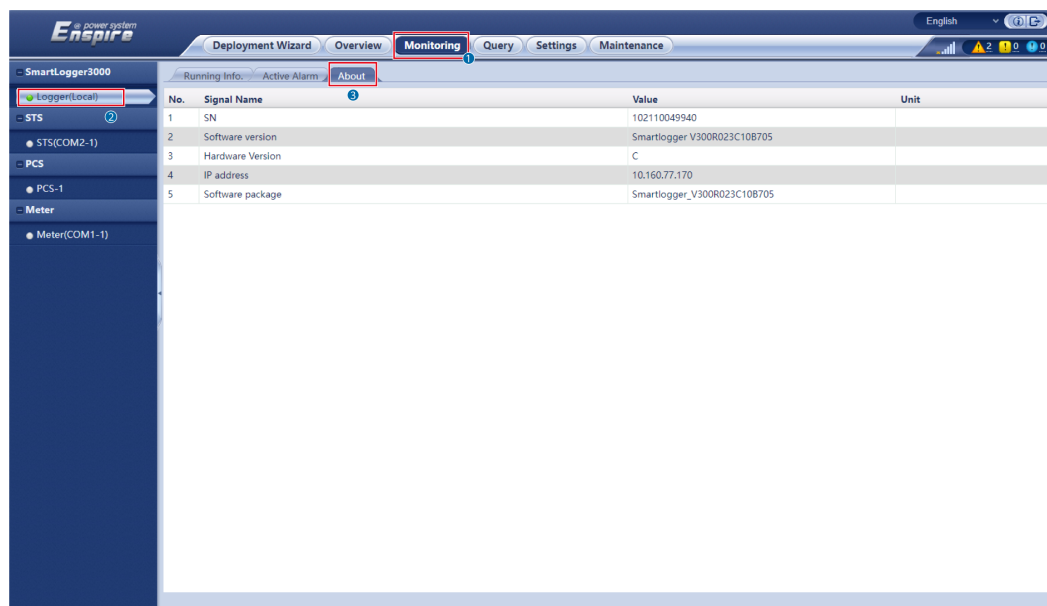 e power system
Enspire
English
Deployment Wizard Overview Monitoring Query Settings Maintenance
1
2 0 0
SmartLogger3000
Running Info. Active Alarm About
3
Logger(Local)
2
No. Signal Name Value Unit
STS
1 SN 102110049940
STS(COM2-1)
2 Software version Smartlogger V300R023C10B705
PCS
3 Hardware Version C
4 IP address 10.160.77.170
PCS-1
5 Software package Smartlogger_V300R023C10B705
Meter
Meter(COM1-1)